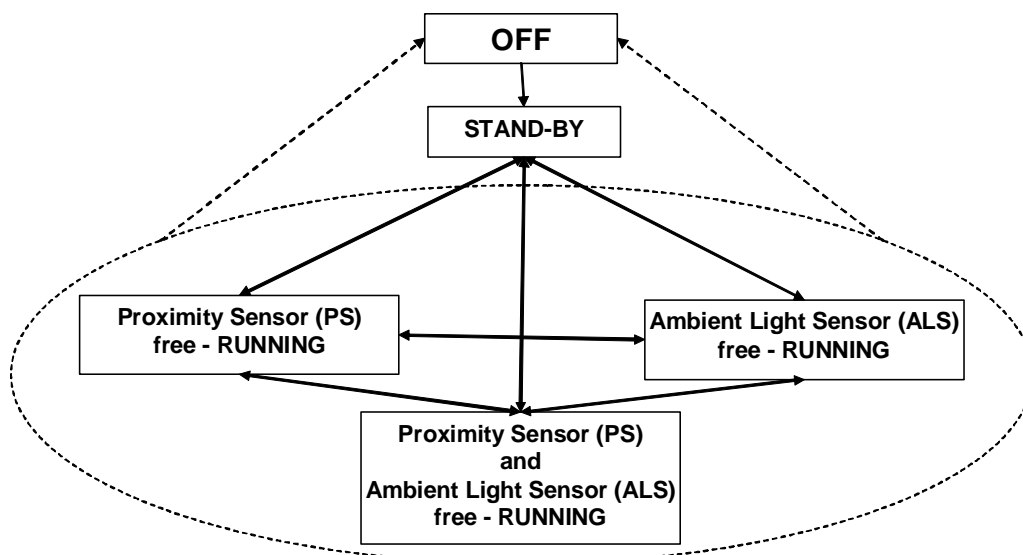 OFF
STAND-BY
Proximity Sensor (PS)
free - RUNNING
Ambient Light Sensor (ALS)
free - RUNNING
Proximity Sensor (PS)
and
Ambient Light Sensor (ALS)
free - RUNNING